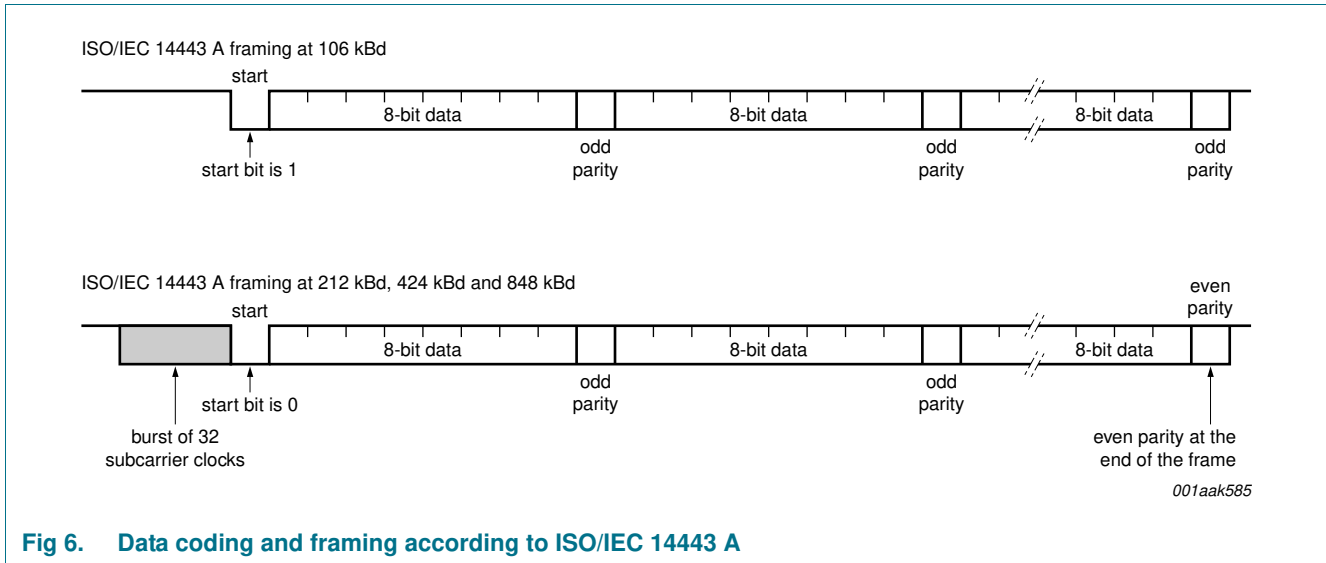 ISO/IEC 14443 A framing at 106 kBd
start
8-bit data
8-bit data
8-bit data
start bit is 1
odd
parity
odd
parity
odd
parity
ISO/IEC 14443 A framing at 212 kBd, 424 kBd and 848 kBd
start
even
parity
8-bit data
8-bit data
8-bit data
start bit is 0
odd
parity
odd
parity
burst of 32
subcarrier clocks
even parity at the
end of the frame
001aak585
Fig 6. Data coding and framing according to ISO/IEC 14443 A